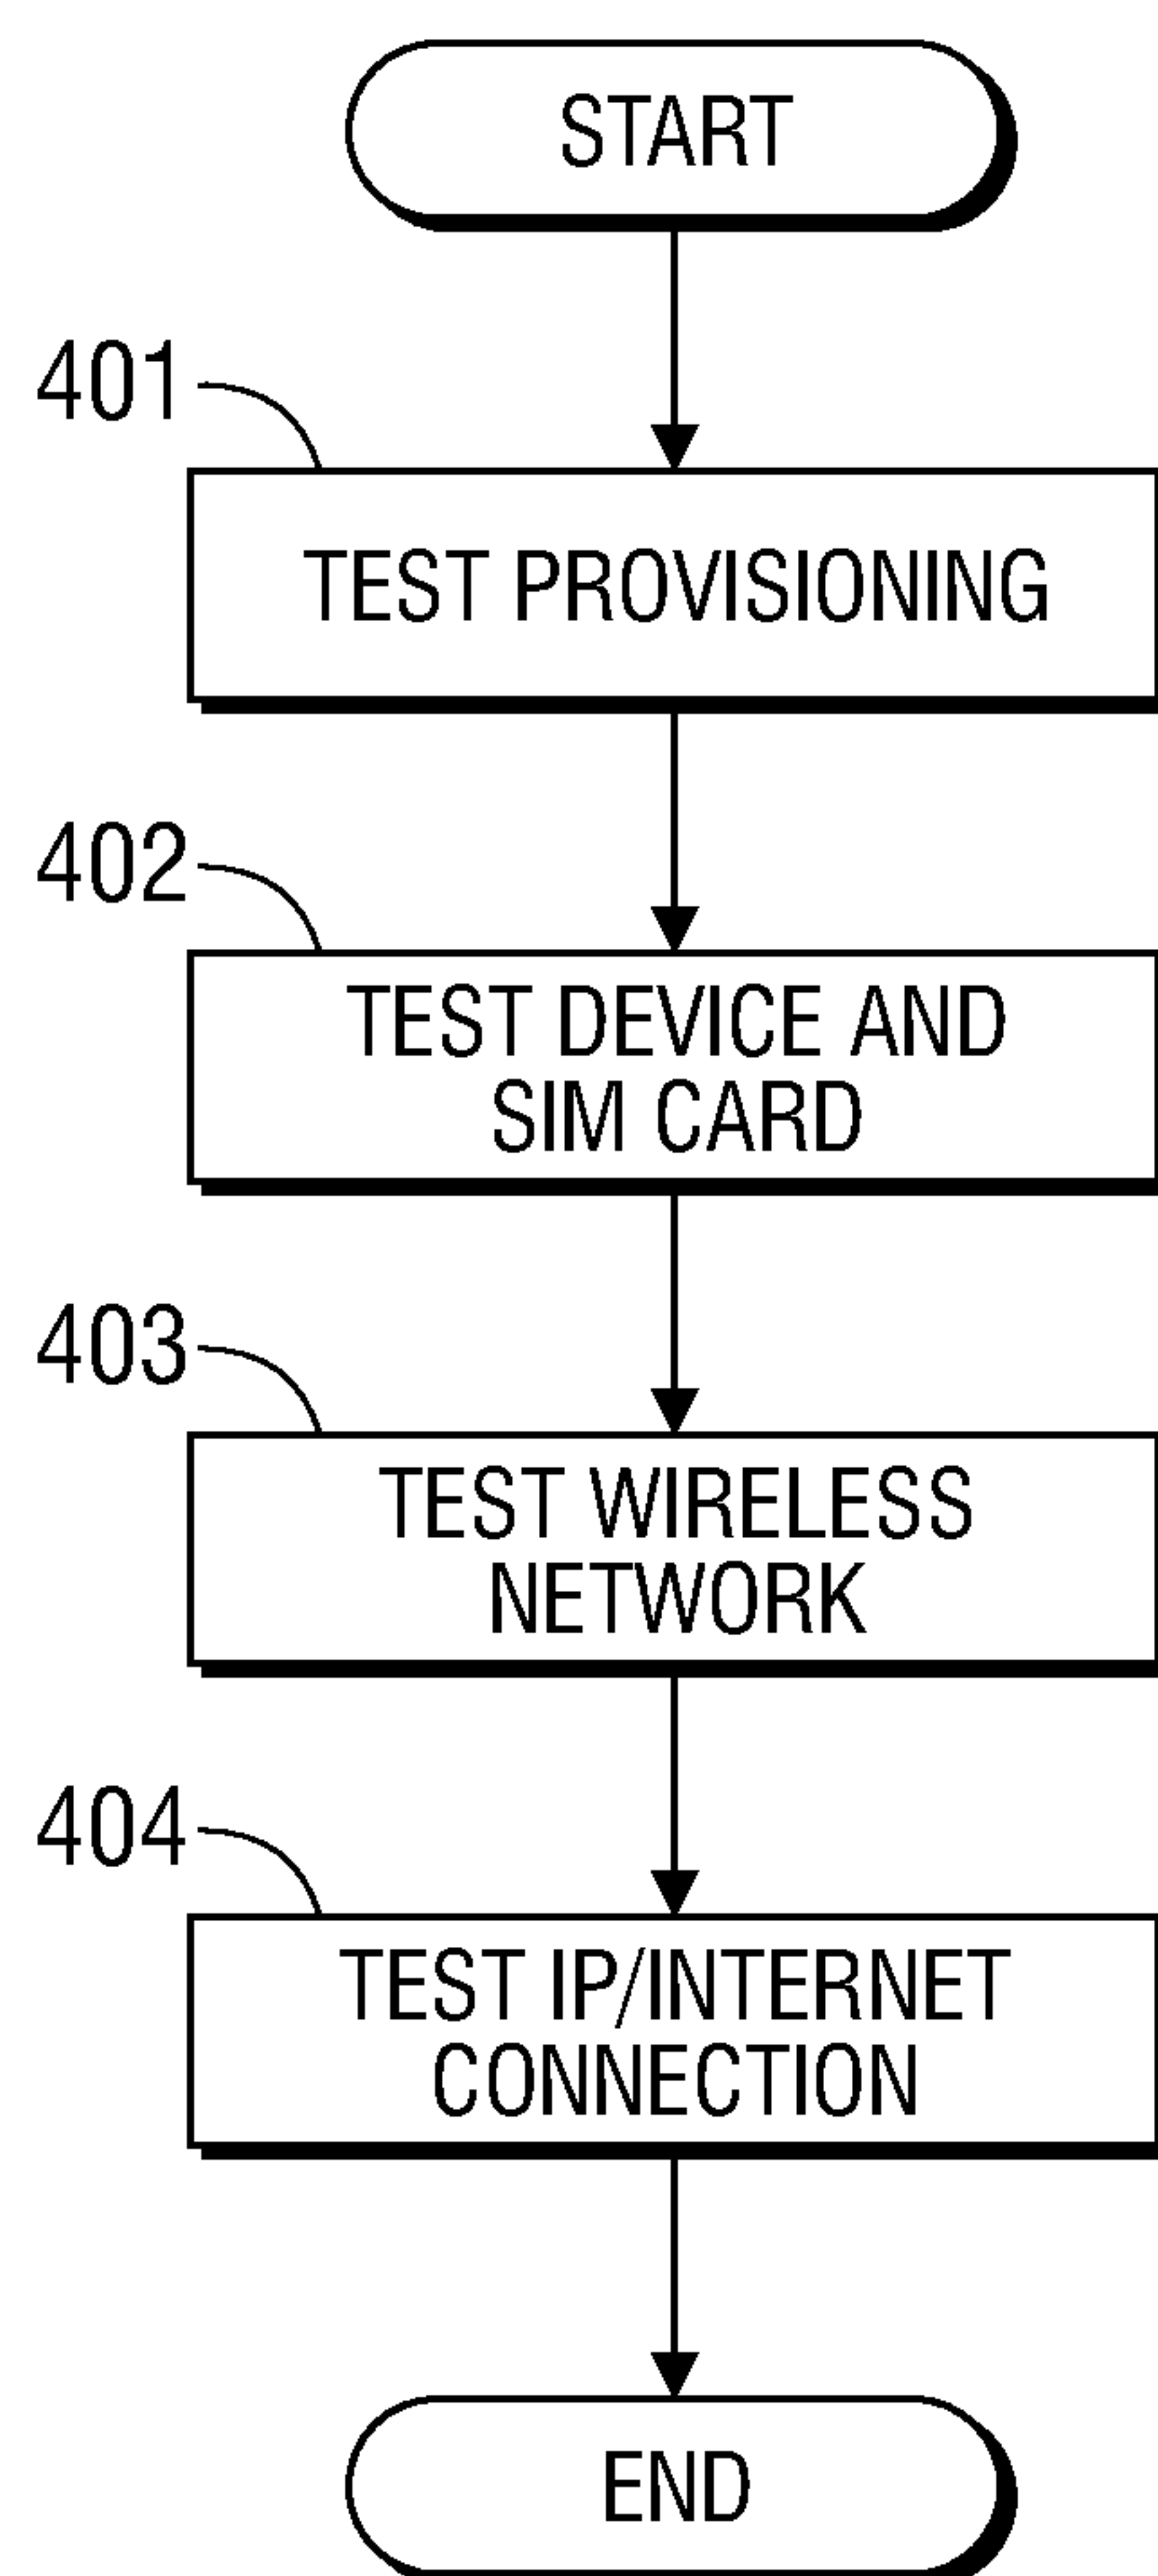 START
401
TEST PROVISIONING
402
TEST DEVICE AND
SIM CARD
403
TEST WIRELESS
NETWORK
404
TEST IP/INTERNET
CONNECTION
END